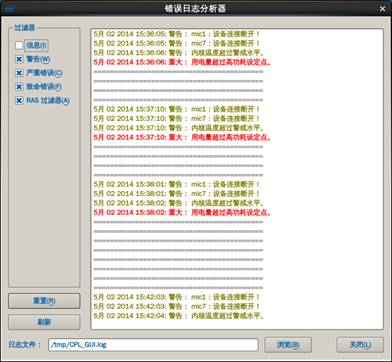 错误日志分析器
过滤器
信息(I)
警告(W)
严重错误(C)
致命错误(F)
RAS 过滤器(A)
重置(R)
刷新
5月 02 2014 15:36:05: 警告： mic1：设备连接断开！
5月 02 2014 15:36:05: 警告： mic7：设备连接断开！
5月 02 2014 15:36:06: 警告： 内核温度超过警戒水平。
5月 02 2014 15:36:06: 重大： 用电量超过高功耗设定点。
========================================
========================================
========================================
5月 02 2014 15:37:10: 警告： mic1：设备连接断开！
5月 02 2014 15:37:10: 警告： mic7：设备连接断开！
5月 02 2014 15:37:10: 警告： 内核温度超过警戒水平。
5月 02 2014 15:37:10: 重大： 用电量超过高功耗设定点。
========================================
========================================
========================================
5月 02 2014 15:38:01: 警告： mic1：设备连接断开！
5月 02 2014 15:38:01: 警告： mic7：设备连接断开！
5月 02 2014 15:38:02: 警告： 内核温度超过警戒水平。
5月 02 2014 15:38:02: 重大： 用电量超过高功耗设定点。
========================================
========================================
========================================
========================================
========================================
========================================
========================================
========================================
5月 02 2014 15:42:03: 警告： mic1：设备连接断开！
5月 02 2014 15:42:03: 警告： mic7：设备连接断开！
5月 02 2014 15:42:04: 警告： 内核温度超过警戒水平。
日志文件： /tmp/CPL_GUI.log 浏览(B) 关闭(L)